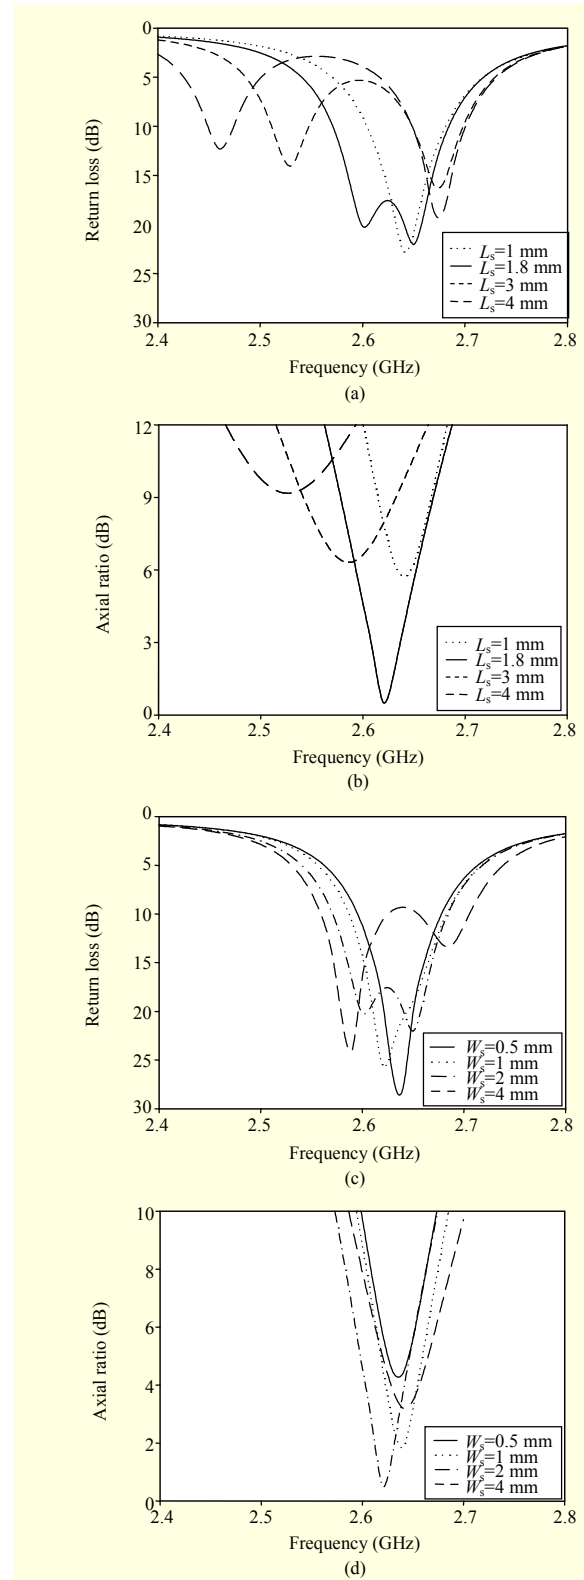 0
5
10
15
20
25
30
Return loss (dB)
Ls=1 mm
Ls=1.8 mm
Ls=3 mm
Ls=4 mm
2.4 2.5 2.6 2.7 2.8
Frequency (GHz)
(a)
12
9
6
3
0
Axial ratio (dB)
Ls=1 mm
Ls=1.8 mm
Ls=3 mm
Ls=4 mm
2.4 2.5 2.6 2.7 2.8
Frequency (GHz)
(b)
0
5
10
15
20
25
30
Return loss (dB)
Ws=0.5 mm
Ws=1 mm
Ws=2 mm
Ws=4 mm
2.4 2.5 2.6 2.7 2.8
Frequency (GHz)
(c)
10
8
6
4
2
0
Axial ratio (dB)
Ws=0.5 mm
Ws=1 mm
Ws=2 mm
Ws=4 mm
2.4 2.5 2.6 2.7 2.8
Frequency (GHz)
(d)